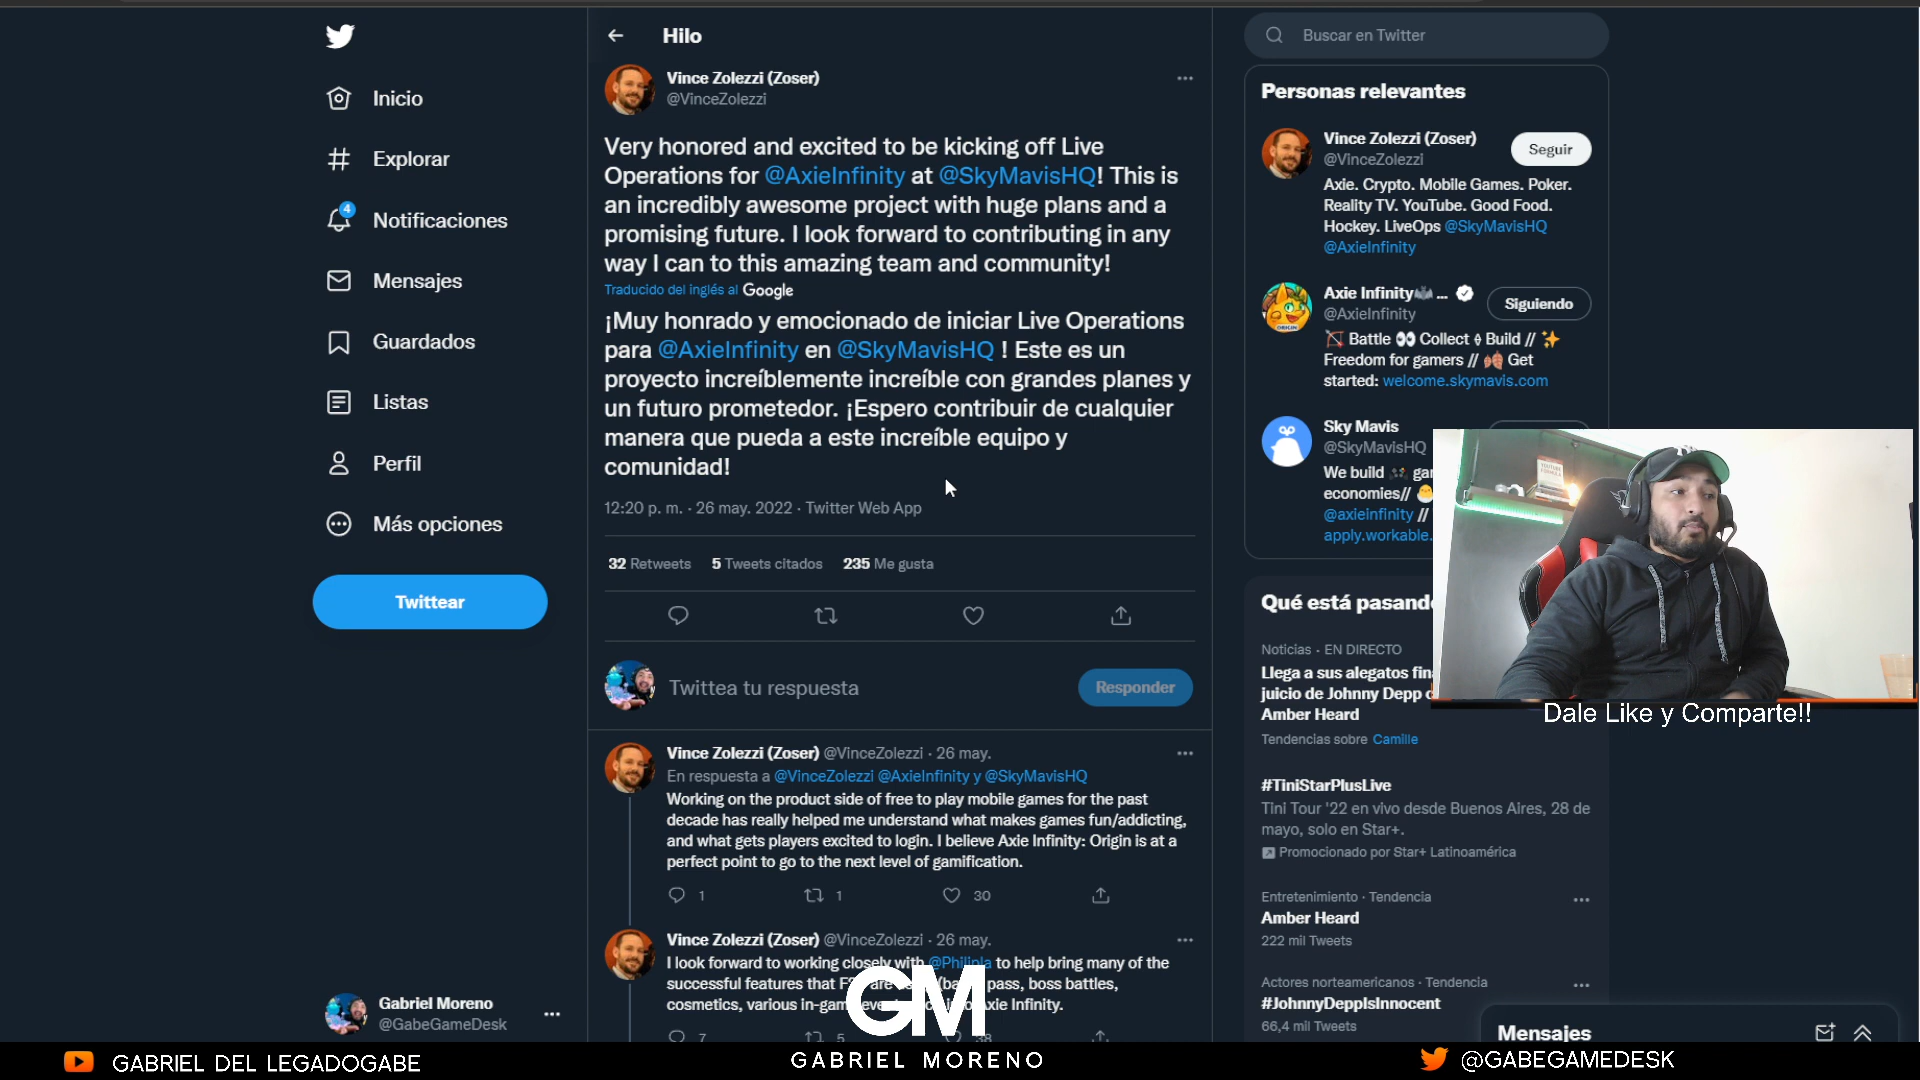 Inicio
Explorar
4
Notificaciones
Mensajes
Guardados
Listas
Perfil
Más opciones
Twittear
Gabriel Moreno
@GabeGameDesk
Hilo
Vince Zolezzi (Zoser)
@VinceZolezzi
Very honored and excited to be kicking off Live
Operations for @AxieInfinity at @SkyMavisHQ! This is
an incredibly awesome project with huge plans and a
promising future. I look forward to contributing in any
way I can to this amazing team and community!
Traducido del inglés al Google
¡Muy honrado y emocionado de iniciar Live Operations
para @AxieInfinity en @SkyMavisHQ ! Este es un
proyecto increíblemente increíble con grandes planes y
un futuro prometedor. ¡Espero contribuir de cualquier
manera que pueda a este increíble equipo y
comunidad!
12:20 p. m. · 26 may. 2022 · Twitter Web App
32 Retweets 5 Tweets citados 235 Me gusta
Twittea tu respuesta
Responder
Vince Zolezzi (Zoser) @VinceZolezzi · 26 may.
En respuesta a @VinceZolezzi @AxieInfinity y @SkyMavisHQ
Working on the product side of free to play mobile games for the past
decade has really helped me understand what makes games fun/addicting,
and what gets players excited to login. I believe Axie Infinity: Origin is at a
perfect point to go to the next level of gamification.
1 1 30
Vince Zolezzi (Zoser) @VinceZolezzi · 26 may.
I look forward to working closely with @Philipla to help bring many of the
successful features that are pass, boss battles,
cosmetics, various in-game Infinity.
7 5 38
Buscar en Twitter
Personas relevantes
Vince Zolezzi (Zoser)
@VinceZolezzi
Seguir
Axie. Crypto. Mobile Games. Poker.
Reality TV. YouTube. Good Food.
Hockey. LiveOps @SkyMavisHQ
@AxieInfinity
Axie Infinity ...
@AxieInfinity
Siguiendo
ORIGIN
Battle Collect Build //
Freedom for gamers // Get
started: welcome.skymavis.com
Sky Mavis
@SkyMavisHQ
We build
economies//
@axieinfinity //
apply.workable.
Qué está
Noticias · EN DIRECTO
Llega a sus alegatos
juicio de Johnny Depp
Amber Heard
Tendencias sobre Camille
#TiniStarPlusLive
Tini Tour '22 en vivo desde Buenos Aires, 28 de
mayo, solo en Star+.
Promocionado por Star+ Latinoamérica
Entretenimiento · Tendencia
Amber Heard
222 mil Tweets
Actores norteamericanos · Tendencia
#JohnnyDeppIsInnocent
66,4 mil Tweets
Mensajes
Dale Like y Comparte!!
GM
GABRIEL DEL LEGADOGABE
GABRIEL MORENO
@GABEGAMEDESK